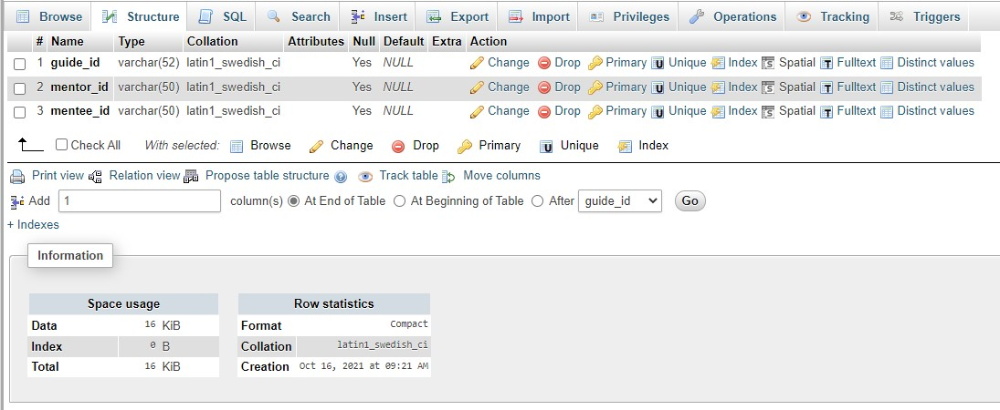 Browse Structure SQL Search Insert Export Import Privileges Operations Tracking Triggers
# Name Type Collation Attributes Null Default Extra Action
1 guide_id varchar(52) latin1_swedish_ci Yes NULL Change Drop Primary Unique Index Spatial Fulltext Distinct values
2 mentor_id varchar(50) latin1_swedish_ci Yes NULL Change Drop Primary Unique Index Spatial Fulltext Distinct values
3 mentee_id varchar(50) latin1_swedish_ci Yes NULL Change Drop Primary Unique Index Spatial Fulltext Distinct values
Check All With selected: Browse Change Drop Primary Unique Index
Print view Relation view Propose table structure Track table Move columns
Add 1 column(s) At End of Table At Beginning of Table After guide_id Go
+ Indexes
Information
Space usage Row statistics
Data 16 KiB Format Compact
Index 0 B Collation latin1_swedish_ci
Total 16 KiB Creation Oct 16, 2021 at 09:21 AM